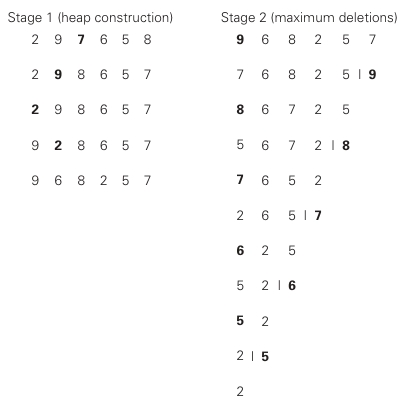 Stage 1 (heap construction)
2 9 7 6 5 8
2 9 8 6 5 7
2 9 8 6 5 7
9 2 8 6 5 7
9 6 8 2 5 7
Stage 2 (maximum deletions)
9 6 8 2 5 7
7 6 8 2 5 | 9
8 6 7 2 5
5 6 7 2 | 8
7 6 5 2
2 6 5 | 7
6 2 5
5 2 | 6
5 2
2 | 5
2